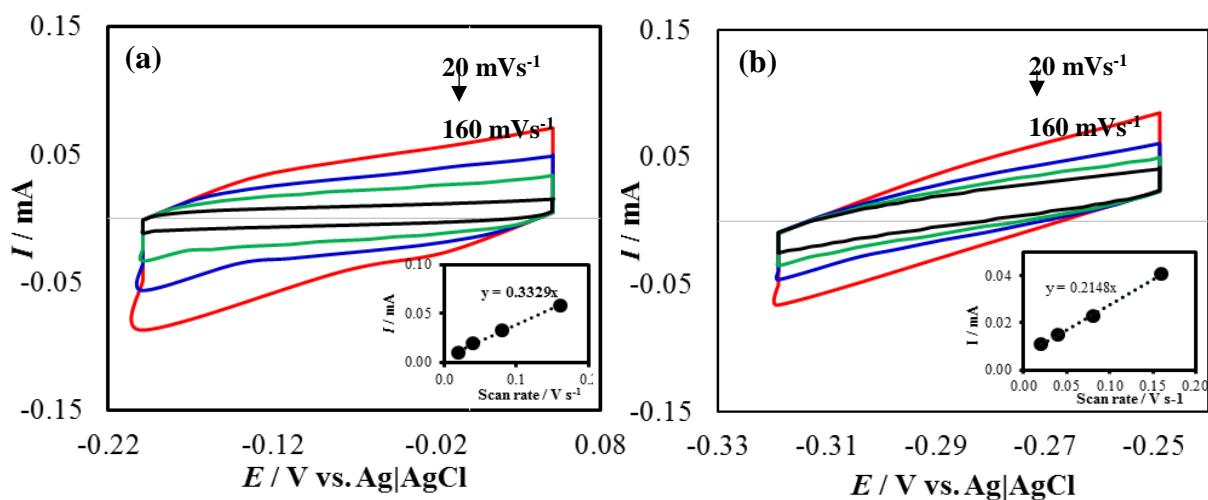 0.15
(a)
20 mVs⁻¹
160 mVs⁻¹
0.05
I / mA
-0.05
-0.15
-0.22
-0.12
-0.02
0.08
E / V vs. Ag|AgCl
0.10
y = 0.3329x
I / mA
0.05
0.00
0.0
0.1
Scan rate / V s⁻¹
0.15
(b)
20 mVs⁻¹
160 mVs⁻¹
0.05
I / mA
-0.05
-0.15
-0.33
-0.31
-0.29
-0.27
-0.25
E / V vs. Ag|AgCl
0.04
y = 0.2148x
I / mA
0.02
0.00
0.00
0.05
0.10
0.15
0.20
Scan rate / V s-1